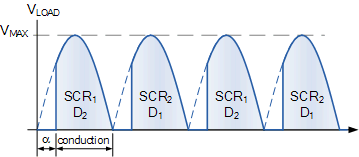 VLOAD
VMAX
SCR1 SCR2 SCR1 SCR2
D2 D1 D2 D1
α conduction